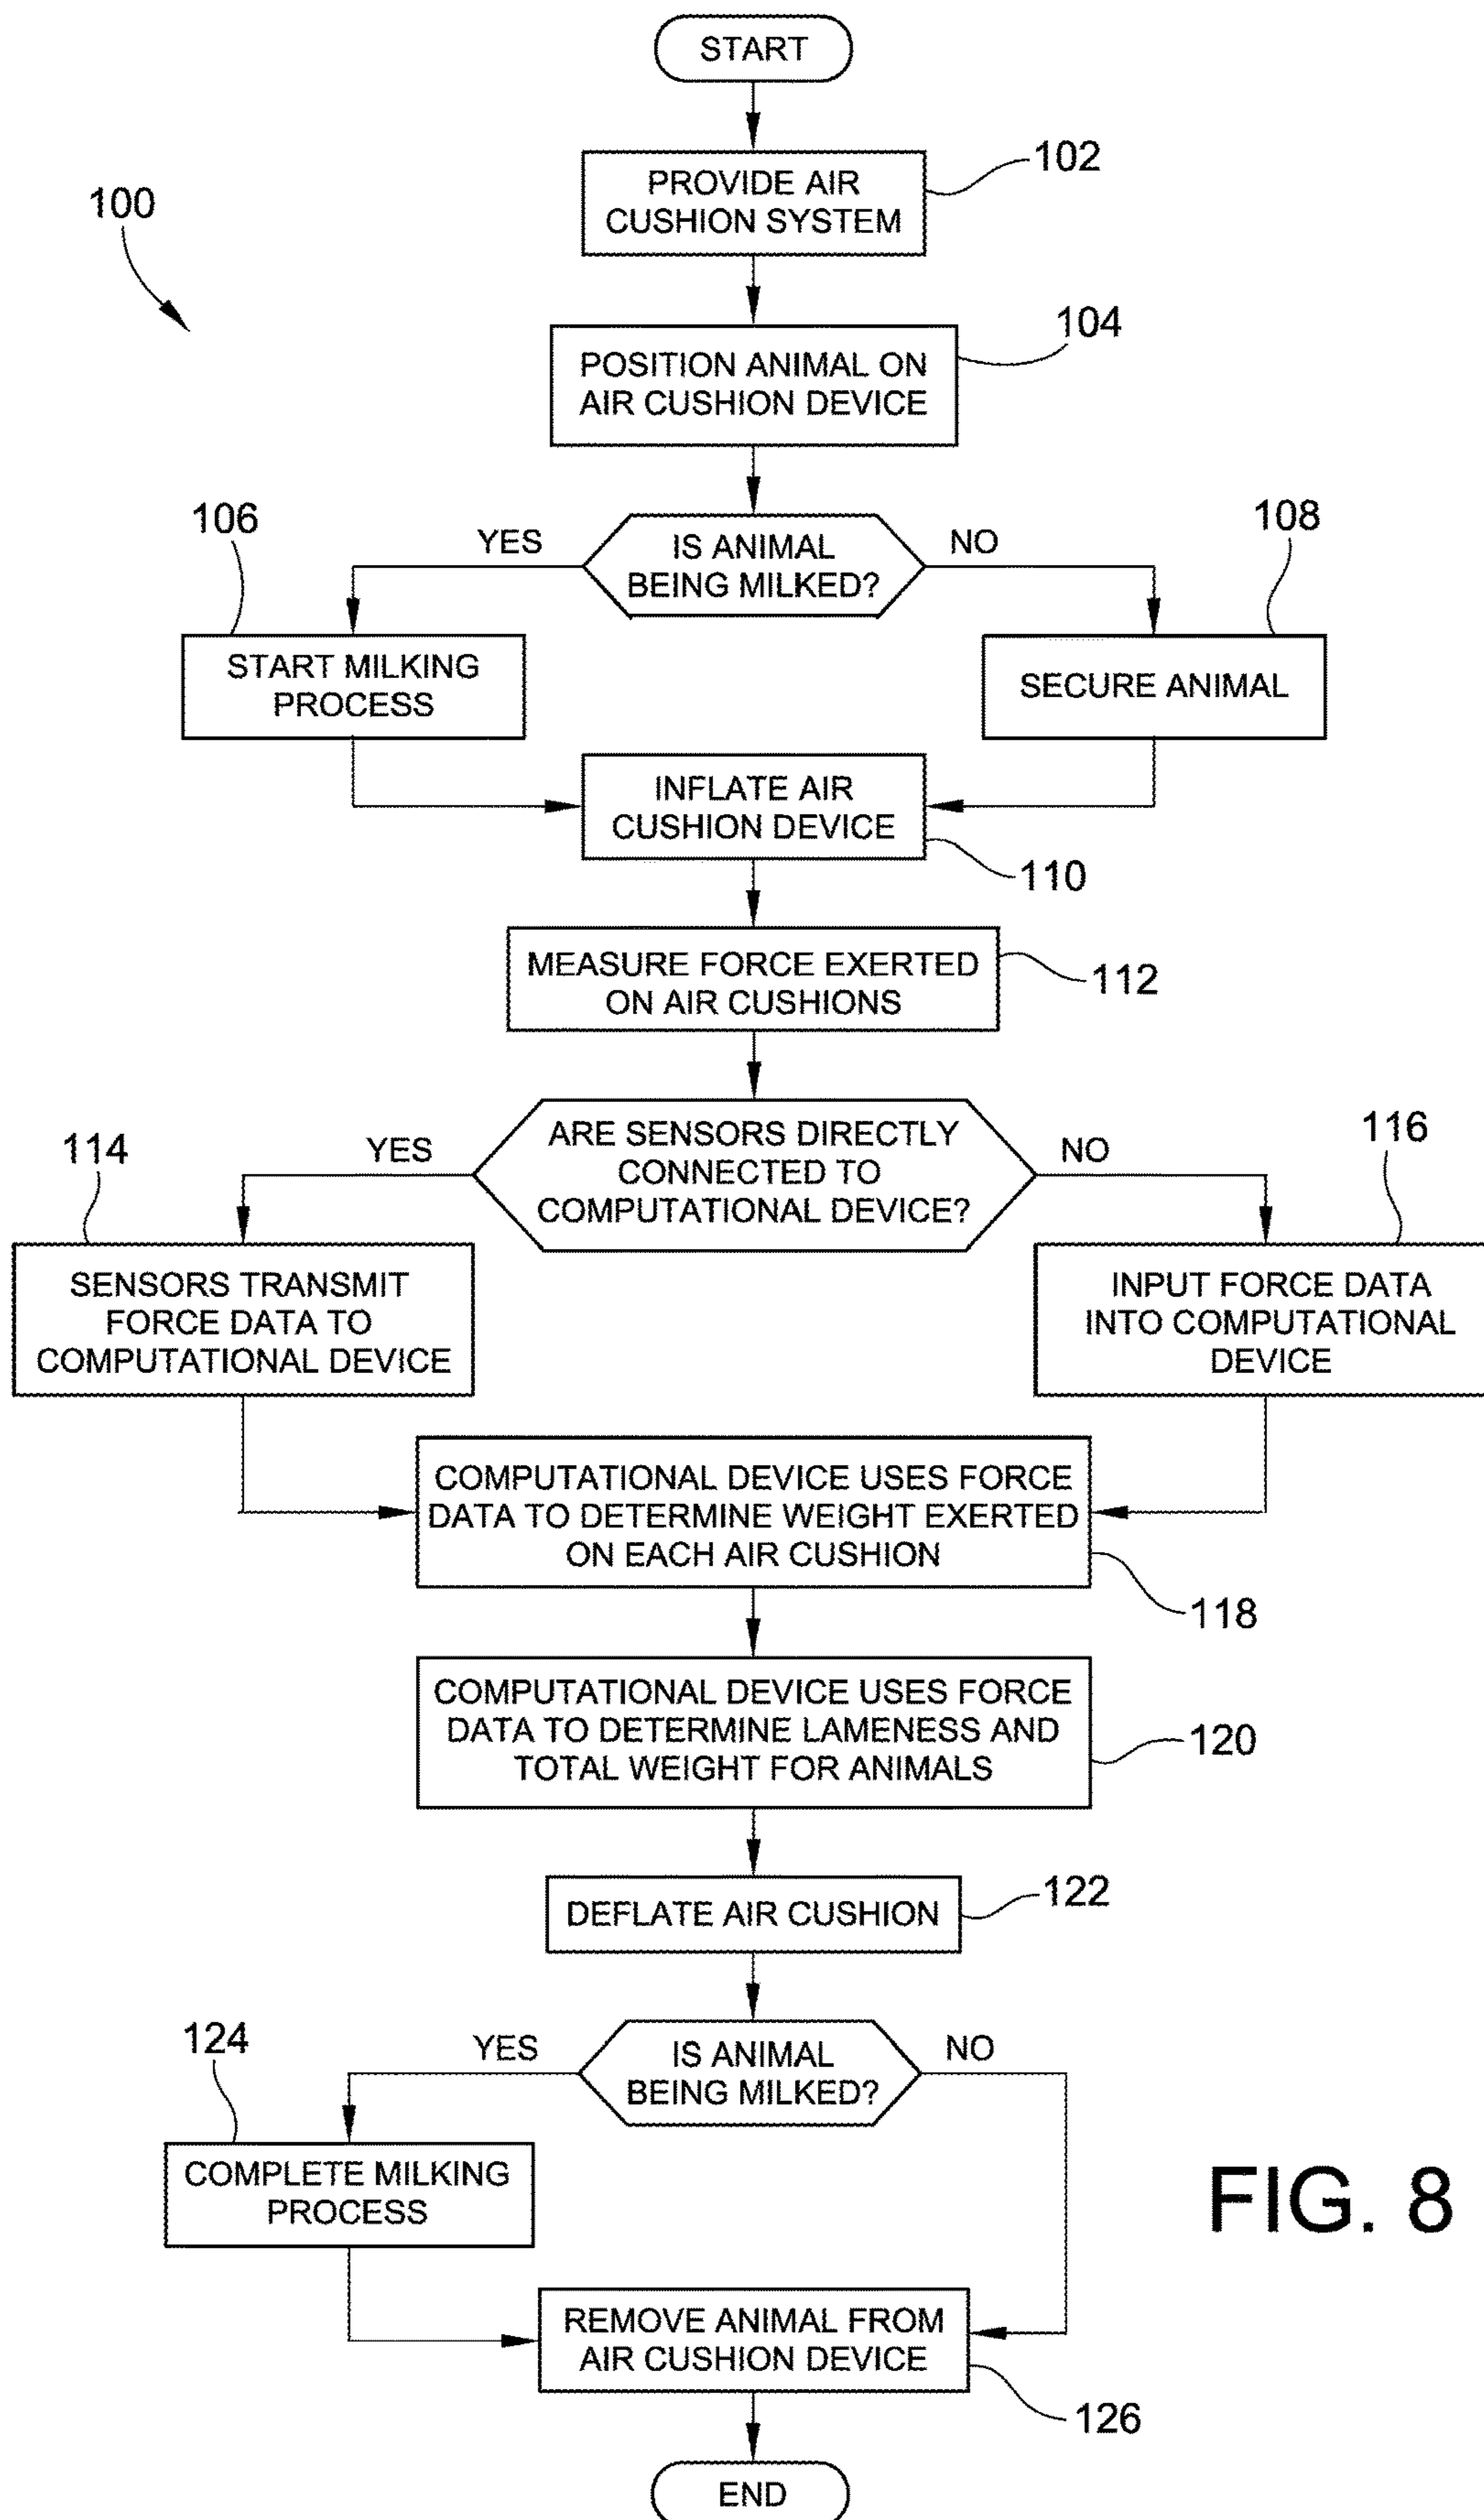 START
102
PROVIDE AIR
CUSHION SYSTEM
100
104
POSITION ANIMAL ON
AIR CUSHION DEVICE
106
YES
IS ANIMAL
BEING MILKED?
NO
108
START MILKING
PROCESS
SECURE ANIMAL
INFLATE AIR
CUSHION DEVICE
110
MEASURE FORCE EXERTED
ON AIR CUSHIONS
112
114
YES
ARE SENSORS DIRECTLY
CONNECTED TO
COMPUTATIONAL DEVICE?
NO
116
SENSORS TRANSMIT
FORCE DATA TO
COMPUTATIONAL DEVICE
INPUT FORCE DATA
INTO COMPUTATIONAL
DEVICE
COMPUTATIONAL DEVICE USES FORCE
DATA TO DETERMINE WEIGHT EXERTED
ON EACH AIR CUSHION
118
COMPUTATIONAL DEVICE USES FORCE
DATA TO DETERMINE LAMENESS AND
TOTAL WEIGHT FOR ANIMALS
120
DEFLATE AIR CUSHION
122
124
YES
IS ANIMAL
BEING MILKED?
NO
COMPLETE MILKING
PROCESS
FIG. 8
REMOVE ANIMAL FROM
AIR CUSHION DEVICE
126
END